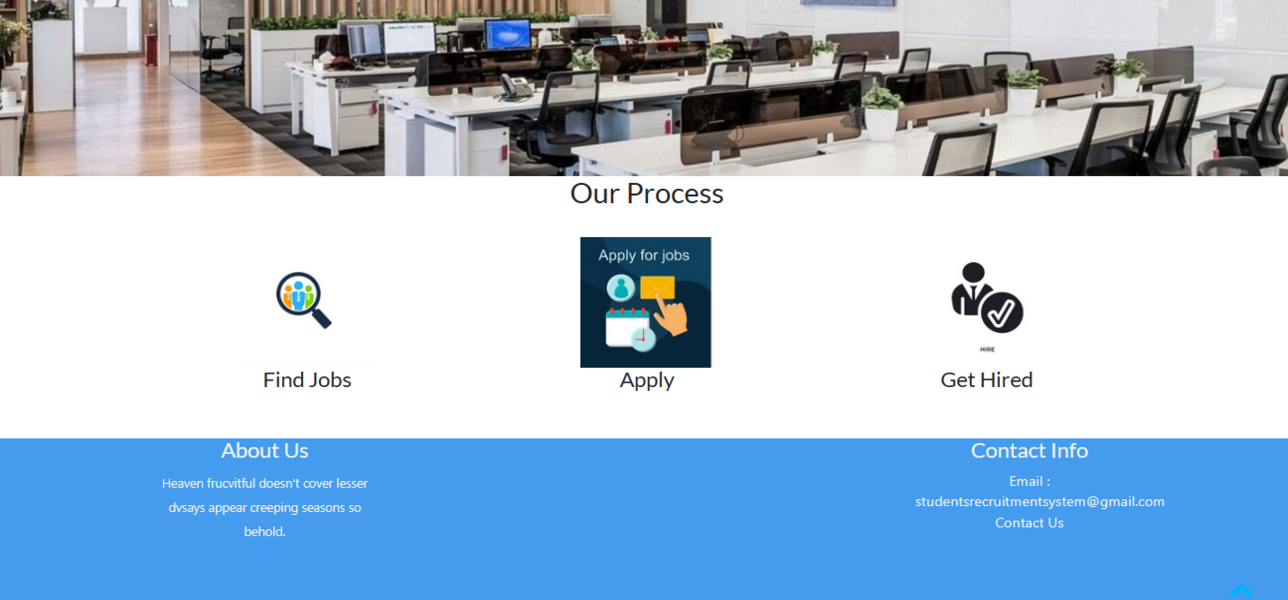 Our Process
Apply for jobs
HIRE
Find Jobs
Apply
Get Hired
About Us
Heaven frucvitful doesn't cover lesser
dvsays appear creeping seasons so
behold.
Contact Info
Email :
studentsrecruitmentsystem@gmail.com
Contact Us